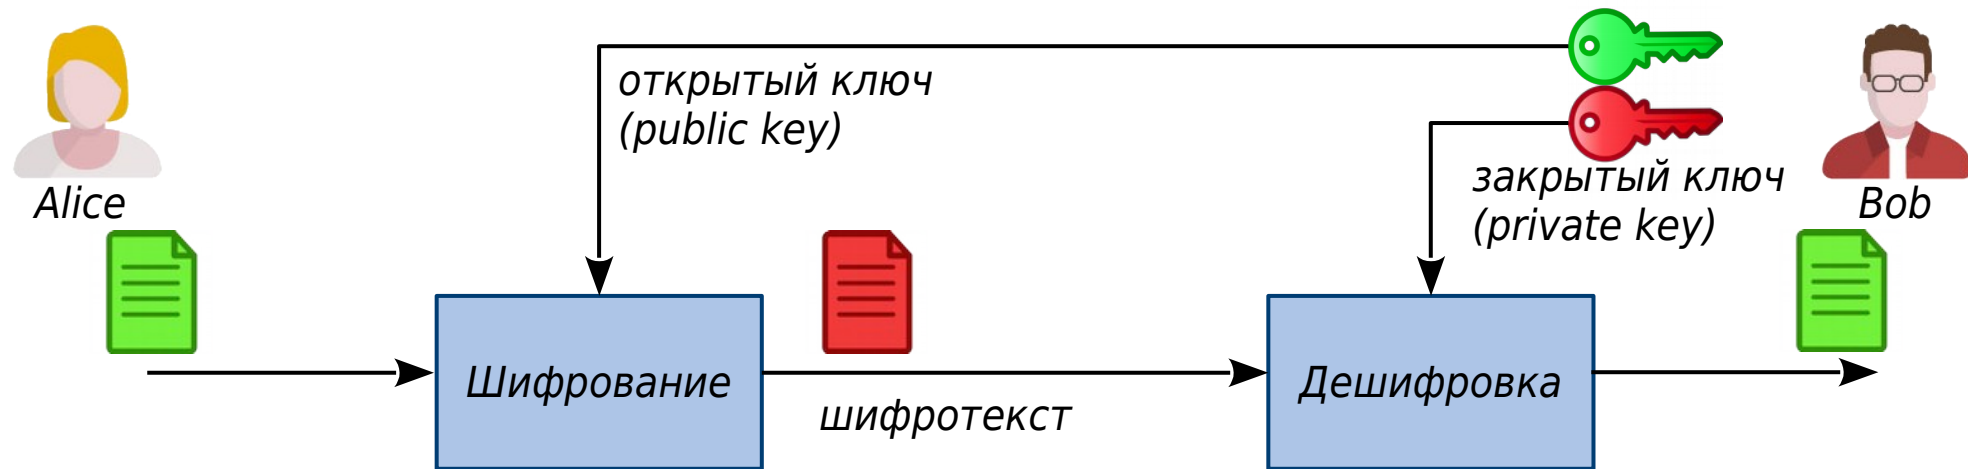 открытый ключ
(public key)
закрытый ключ
(private key)
Alice
Bob
Шифрование
шифротекст
Дешифровка